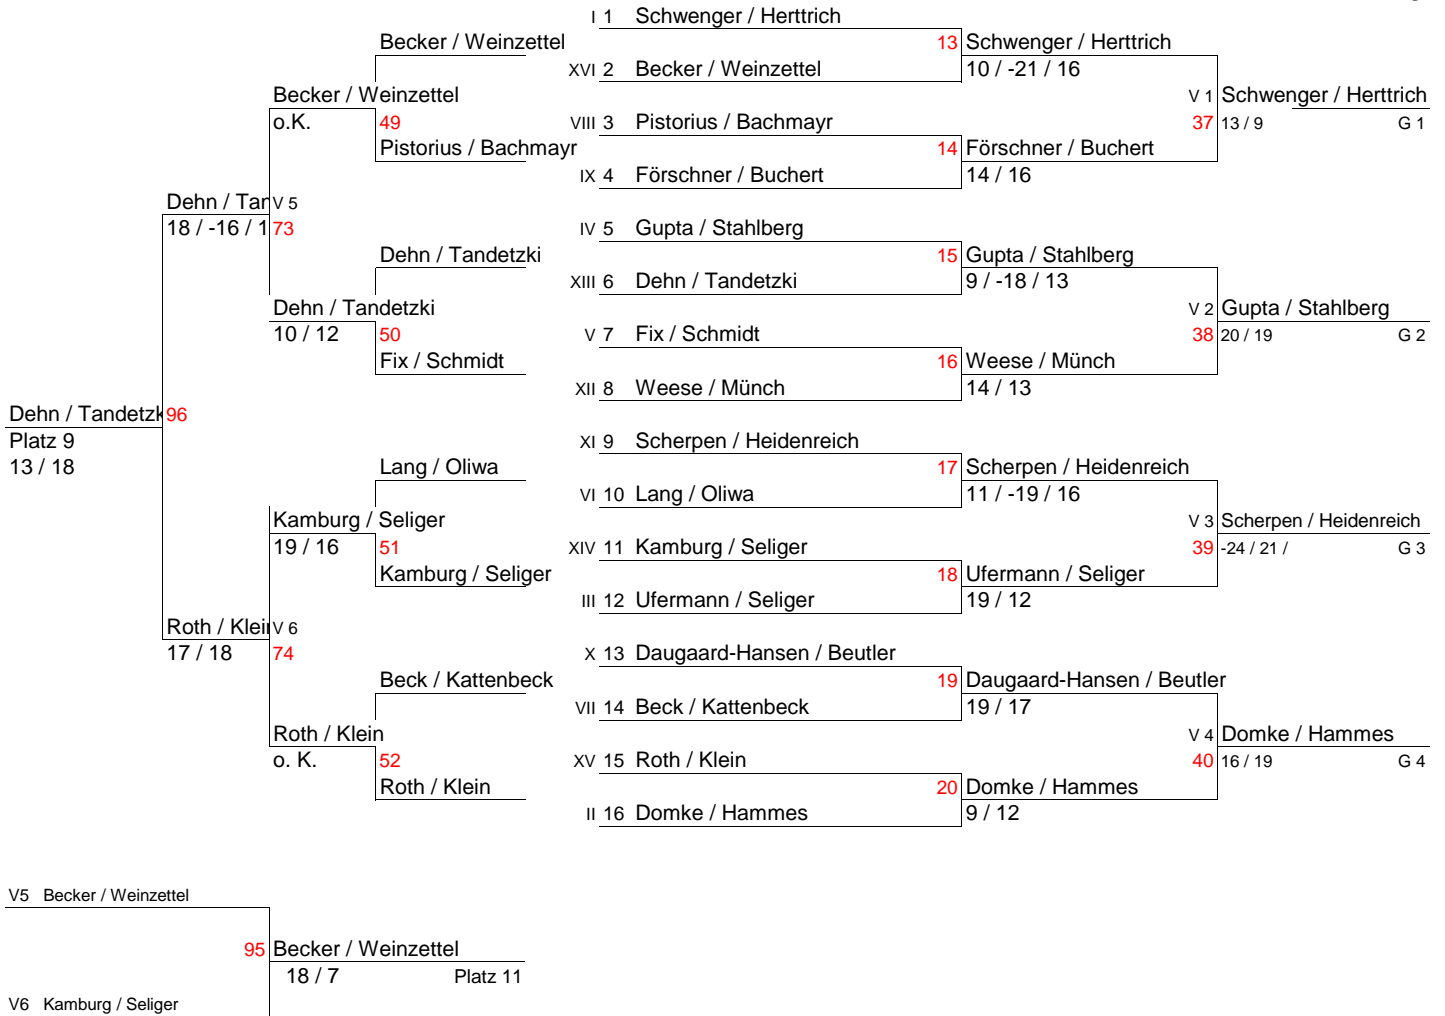 I 1 Schwenger / Herttrich
Becker / Weinzettel 13 Schwenger / Herttrich
XVI 2 Becker / Weinzettel 10 / -21 / 16
Becker / Weinzettel V 1 Schwenger / Herttrich
o.K. 49 VIII 3 Pistorius / Bachmayr 37 13 / 9 G 1
Pistorius / Bachmayr 14 Förschner / Buchert
IX 4 Förschner / Buchert 14 / 16
Dehn / Tan V 5
18 / -16 / 1 73 IV 5 Gupta / Stahlberg
Dehn / Tandetzki 15 Gupta / Stahlberg
XIII 6 Dehn / Tandetzki 9 / -18 / 13
Dehn / Tandetzki V 2 Gupta / Stahlberg
10 / 12 50 V 7 Fix / Schmidt 38 20 / 19 G 2
Fix / Schmidt 16 Weese / Münch
XII 8 Weese / Münch 14 / 13
Dehn / Tandetzk 96
Platz 9 XI 9 Scherpen / Heidenreich
13 / 18 Lang / Oliwa 17 Scherpen / Heidenreich
VI 10 Lang / Oliwa 11 / -19 / 16
Kamburg / Seliger V 3 Scherpen / Heidenreich
19 / 16 51 XIV 11 Kamburg / Seliger 39 -24 / 21 / G 3
Kamburg / Seliger 18 Ufermann / Seliger
III 12 Ufermann / Seliger 19 / 12
Roth / Klein V 6
17 / 18 74 X 13 Daugaard-Hansen / Beutler
Beck / Kattenbeck 19 Daugaard-Hansen / Beutler
VII 14 Beck / Kattenbeck 19 / 17
Roth / Klein V 4 Domke / Hammes
o. K. 52 XV 15 Roth / Klein 40 16 / 19 G 4
Roth / Klein 20 Domke / Hammes
II 16 Domke / Hammes 9 / 12
V5 Becker / Weinzettel
95 Becker / Weinzettel
18 / 7 Platz 11
V6 Kamburg / Seliger